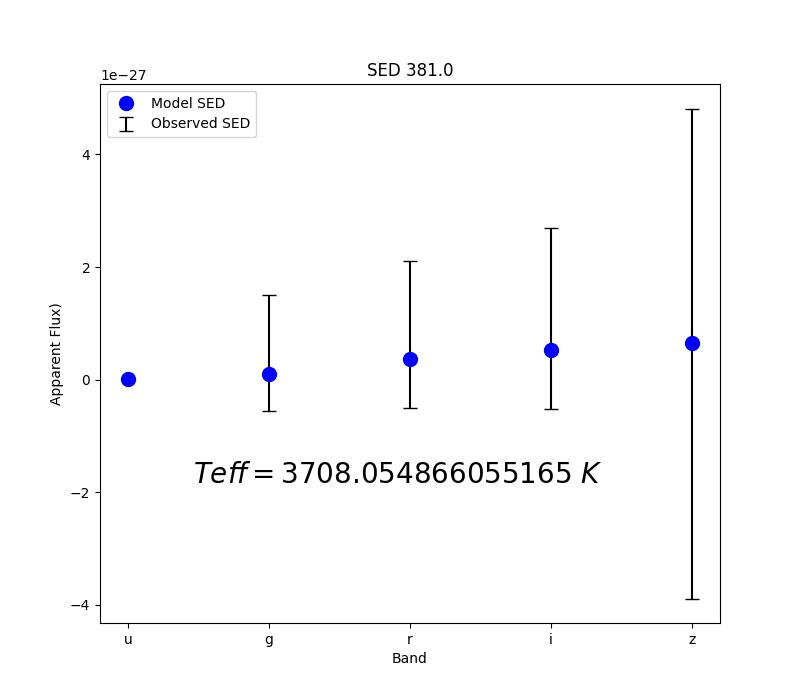 SED 381.0
1e−27
Model SED
Observed SED
4
2
0
−2
−4
Apparent Flux)
Teff = 3708.054866055165 K
u g r i z
Band